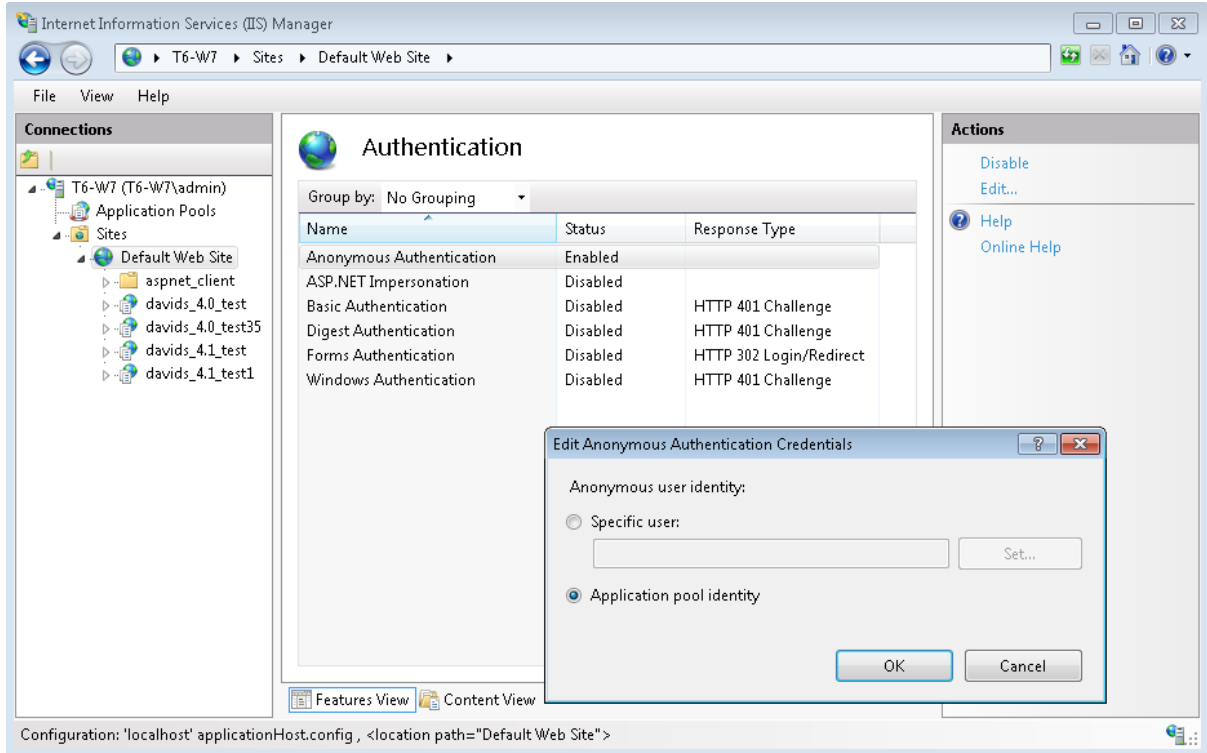 Internet Information Services (IIS) Manager
T6-W7 Sites Default Web Site
File View Help
Connections
T6-W7 (T6-W7\admin)
Application Pools
Sites
Default Web Site
aspnet_client
davids_4.0_test
davids_4.0_test35
davids_4.1_test
davids_4.1_test1
Authentication
Group by: No Grouping
Name Status Response Type
Anonymous Authentication Enabled
ASP.NET Impersonation Disabled
Basic Authentication Disabled HTTP 401 Challenge
Digest Authentication Disabled HTTP 401 Challenge
Forms Authentication Disabled HTTP 302 Login/Redirect
Windows Authentication Disabled HTTP 401 Challenge
Actions
Disable
Edit...
Help
Online Help
Edit Anonymous Authentication Credentials
Anonymous user identity:
Specific user:
Set...
Application pool identity
OK Cancel
Features View Content View
Configuration: 'localhost' applicationHost.config , <location path="Default Web Site">